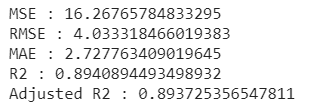 MSE : 16.26765784833295
RMSE : 4.033318466019383
MAE : 2.727763409019645
R2 : 0.8940894493498932
Adjusted R2 : 0.893725356547811